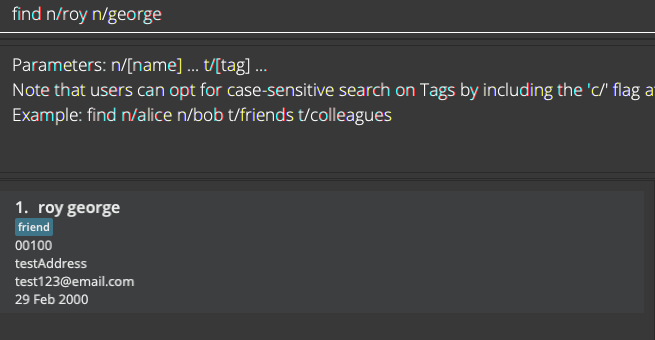 find n/roy n/george
Parameters: n/[name] ... t/[tag] ...
Note that users can opt for case-sensitive search on Tags by including the 'c/' flag
Example: find n/alice n/bob t/friends t/colleagues
1. roy george
friend
00100
testAddress
test123@email.com
29 Feb 2000